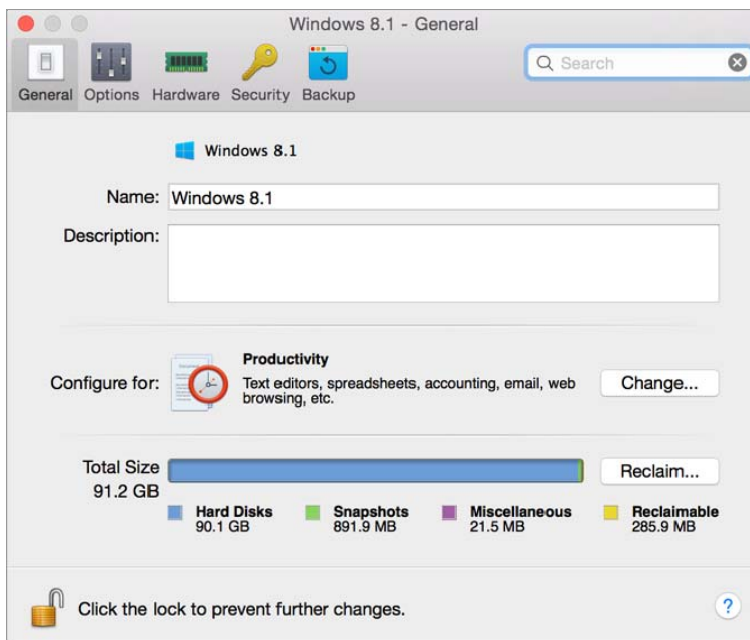 Windows 8.1 - General
General Options Hardware Security Backup
Search
Windows 8.1
Name: Windows 8.1
Description:
Configure for:
Productivity
Text editors, spreadsheets, accounting, email, web
browsing, etc.
Change...
Total Size
91.2 GB
Reclaim...
Hard Disks
90.1 GB
Snapshots
891.9 MB
Miscellaneous
21.5 MB
Reclaimable
285.9 MB
Click the lock to prevent further changes.
?